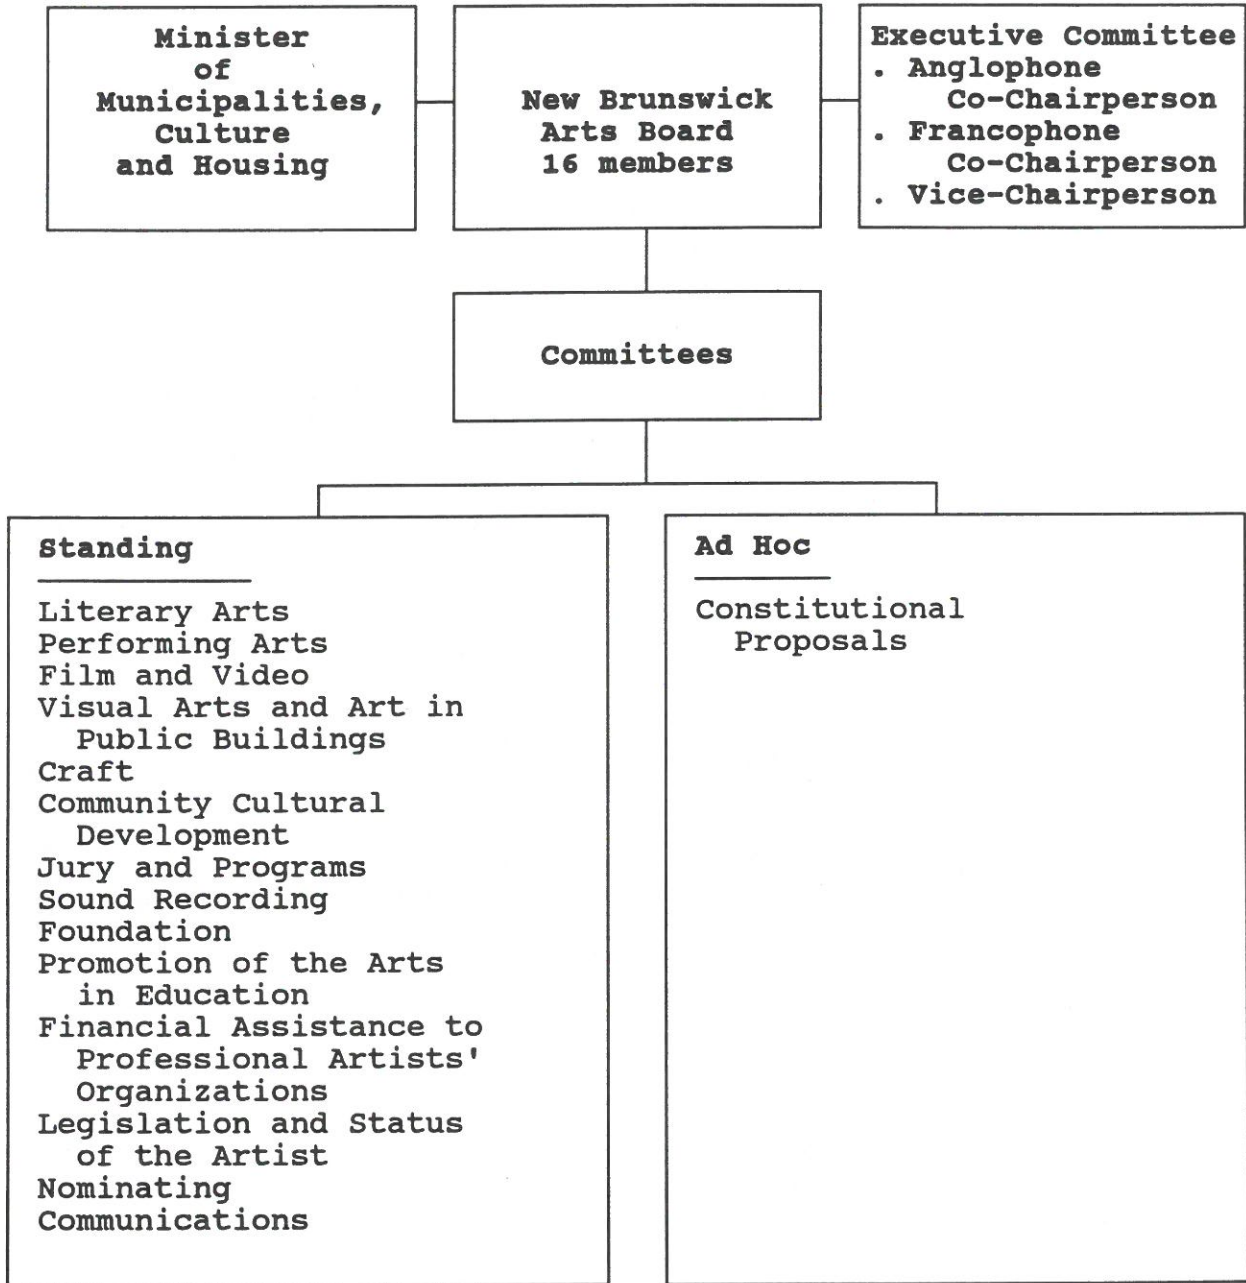 Minister
of
Municipalities,
Culture
and Housing
New Brunswick
Arts Board
16 members
Executive Committee
. Anglophone
Co-Chairperson
. Francophone
Co-Chairperson
. Vice-Chairperson
Committees
Standing
Literary Arts
Performing Arts
Film and Video
Visual Arts and Art in
Public Buildings
Craft
Community Cultural
Development
Jury and Programs
Sound Recording
Foundation
Promotion of the Arts
in Education
Financial Assistance to
Professional Artists'
Organizations
Legislation and Status
of the Artist
Nominating
Communications
Ad Hoc
Constitutional
Proposals